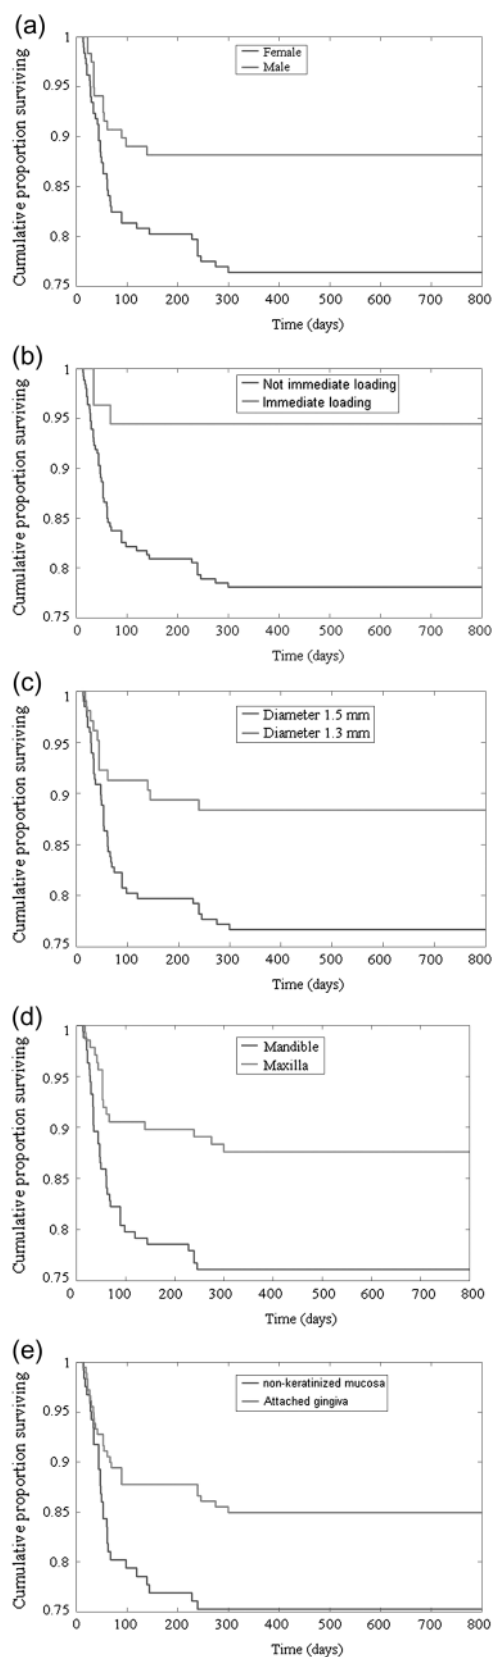 (a)
Cumulative proportion surviving
1
0.95
0.9
0.85
0.8
0.75
Female
Male
0 100 200 300 400 500 600 700 800
Time (days)
(b)
Cumulative proportion surviving
1
0.95
0.9
0.85
0.8
0.75
Not immediate loading
Immediate loading
0 100 200 300 400 500 600 700 800
Time (days)
(c)
Cumulative proportion surviving
1
0.95
0.9
0.85
0.8
0.75
Diameter 1.5 mm
Diameter 1.3 mm
0 100 200 300 400 500 600 700 800
Time (days)
(d)
Cumulative proportion surviving
1
0.95
0.9
0.85
0.8
0.75
Mandible
Maxilla
0 100 200 300 400 500 600 700 800
Time (days)
(e)
Cumulative proportion surviving
1
0.95
0.9
0.85
0.8
0.75
non-keratinized mucosa
Attached gingiva
0 100 200 300 400 500 600 700 800
Time (days)